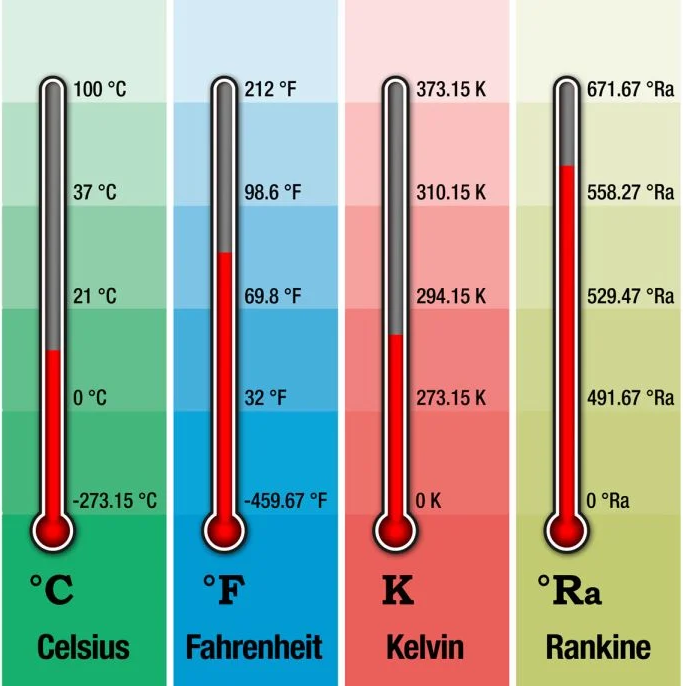 100 °C
37 °C
21 °C
0 °C
-273.15 °C
°C
Celsius
212 °F
98.6 °F
69.8 °F
32 °F
-459.67 °F
°F
Fahrenheit
373.15 K
310.15 K
294.15 K
273.15 K
0 K
K
Kelvin
671.67 °Ra
558.27 °Ra
529.47 °Ra
491.67 °Ra
0 °Ra
°Ra
Rankine